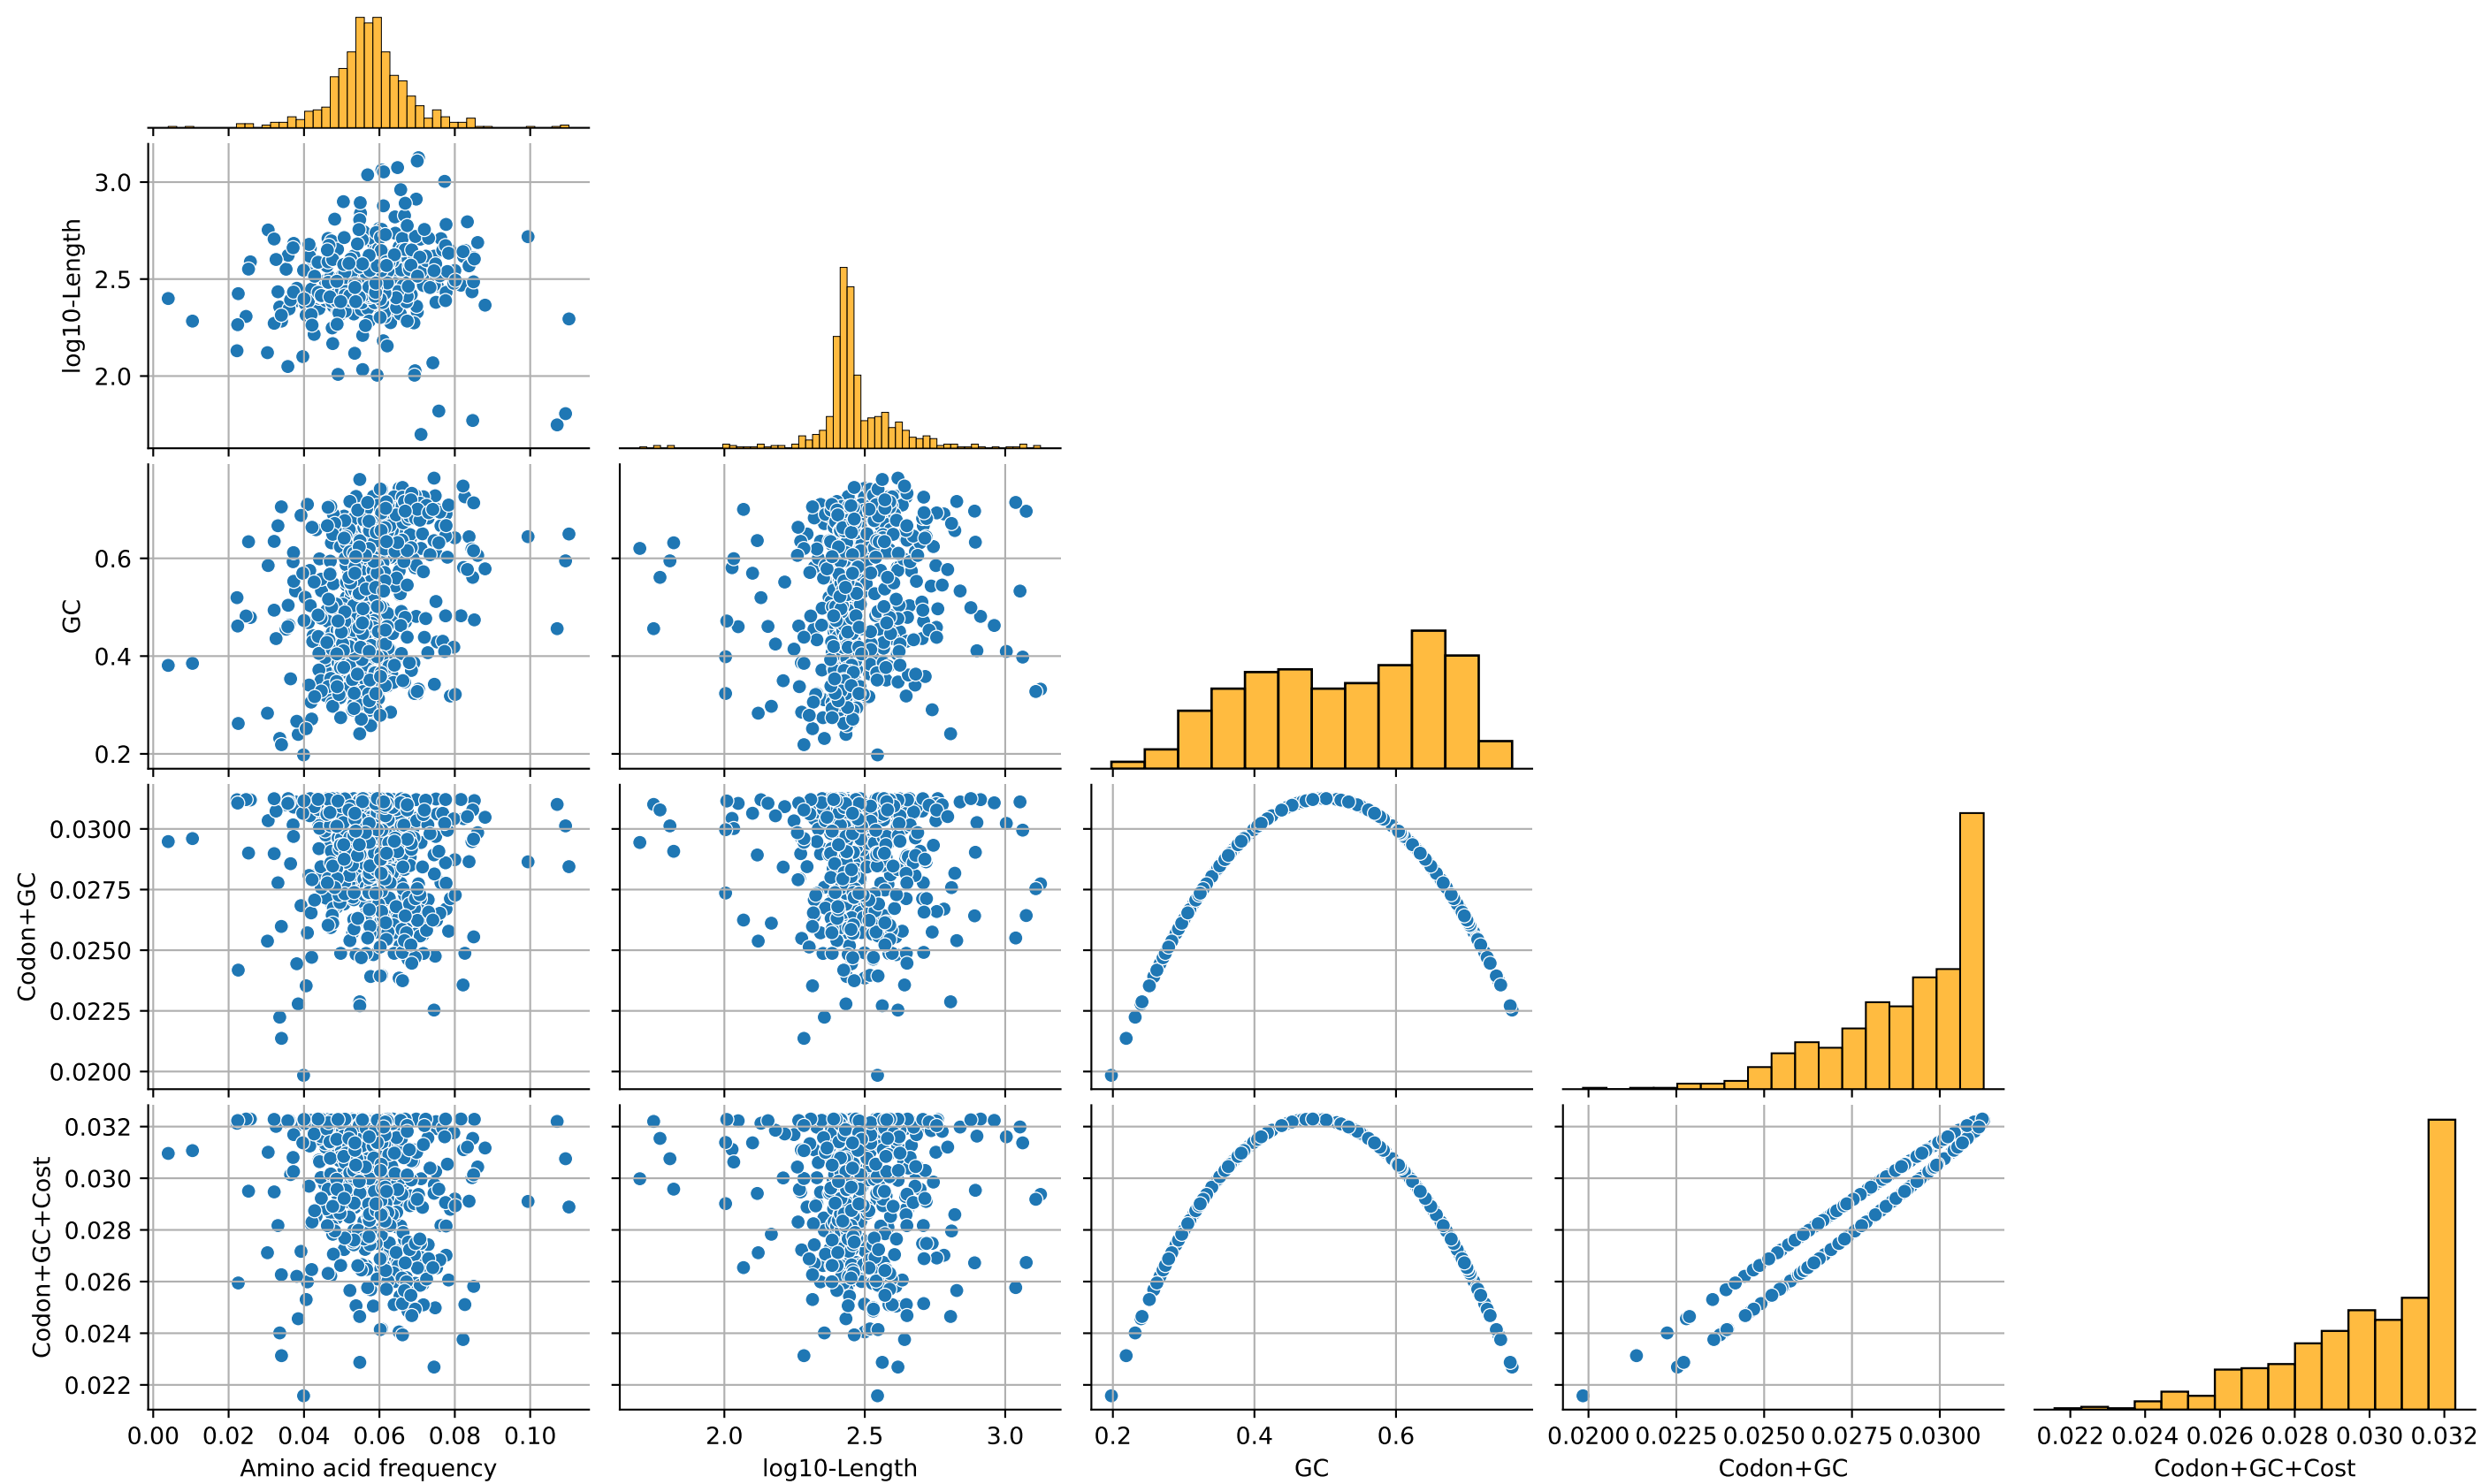 log10-Length
3.0
2.5
2.0
GC
0.6
0.4
0.2
Codon+GC
0.0300
0.0275
0.0250
0.0225
0.0200
Codon+GC+Cost
0.032
0.030
0.028
0.026
0.024
0.022
0.00 0.02 0.04 0.06 0.08 0.10
Amino acid frequency
2.0 2.5 3.0
log10-Length
0.2 0.4 0.6
GC
0.0200 0.0225 0.0250 0.0275 0.0300
Codon+GC
0.022 0.024 0.026 0.028 0.030 0.032
Codon+GC+Cost